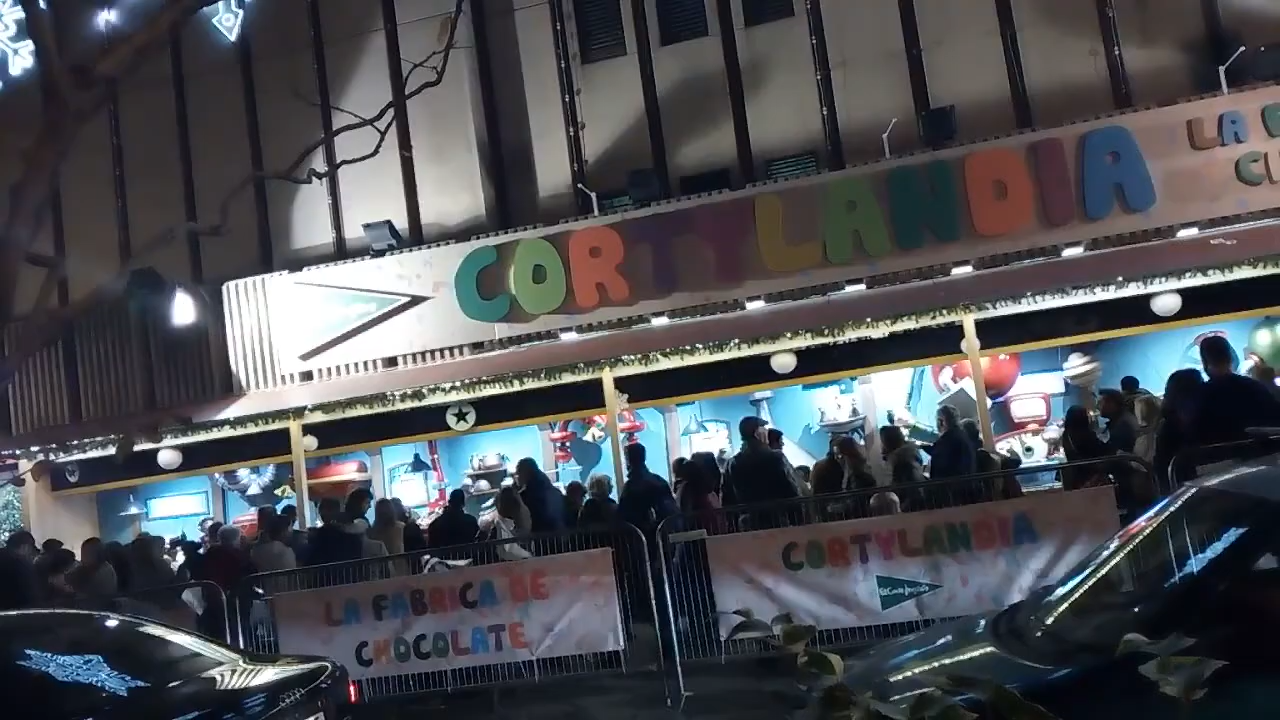 CORTYLANDIA
LA
LA FABRICA DE
CHOCOLATE
CORTYLANDIA
El Corte Inglés